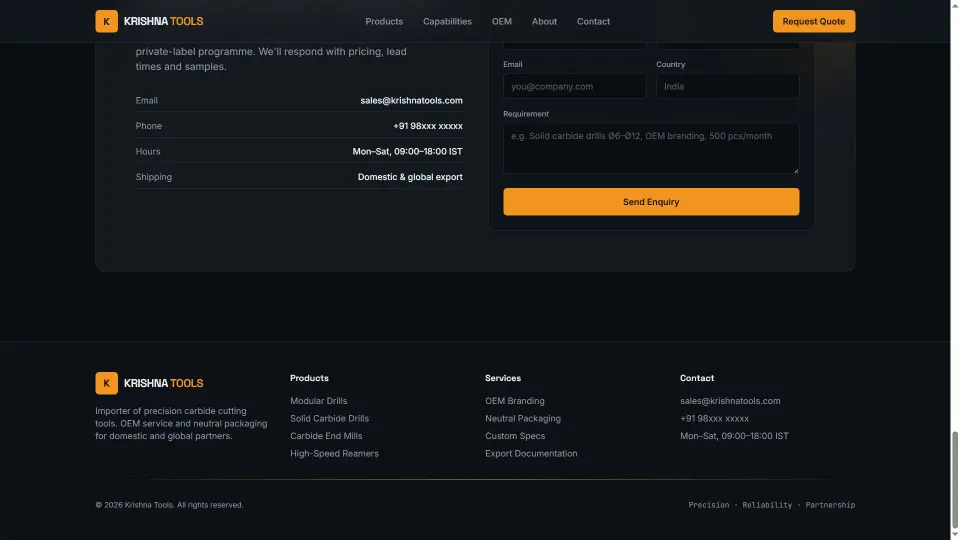 K KRISHNA TOOLS
Products
Capabilities
OEM
About
Contact
Request Quote
private-label programme. We'll respond with pricing, lead
times and samples.
Email
sales@krishnatools.com
Phone
+91 98xxx xxxxx
Hours
Mon–Sat, 09:00–18:00 IST
Shipping
Domestic & global export
Email
Country
you@company.com
India
Requirement
e.g. Solid carbide drills Ø6–Ø12, OEM branding, 500 pcs/month
Send Enquiry
K KRISHNA TOOLS
Importer of precision carbide cutting
tools. OEM service and neutral packaging
for domestic and global partners.
Products
Modular Drills
Solid Carbide Drills
Carbide End Mills
High-Speed Reamers
Services
OEM Branding
Neutral Packaging
Custom Specs
Export Documentation
Contact
sales@krishnatools.com
+91 98xxx xxxxx
Mon–Sat, 09:00–18:00 IST
© 2026 Krishna Tools. All rights reserved.
Precision · Reliability · Partnership